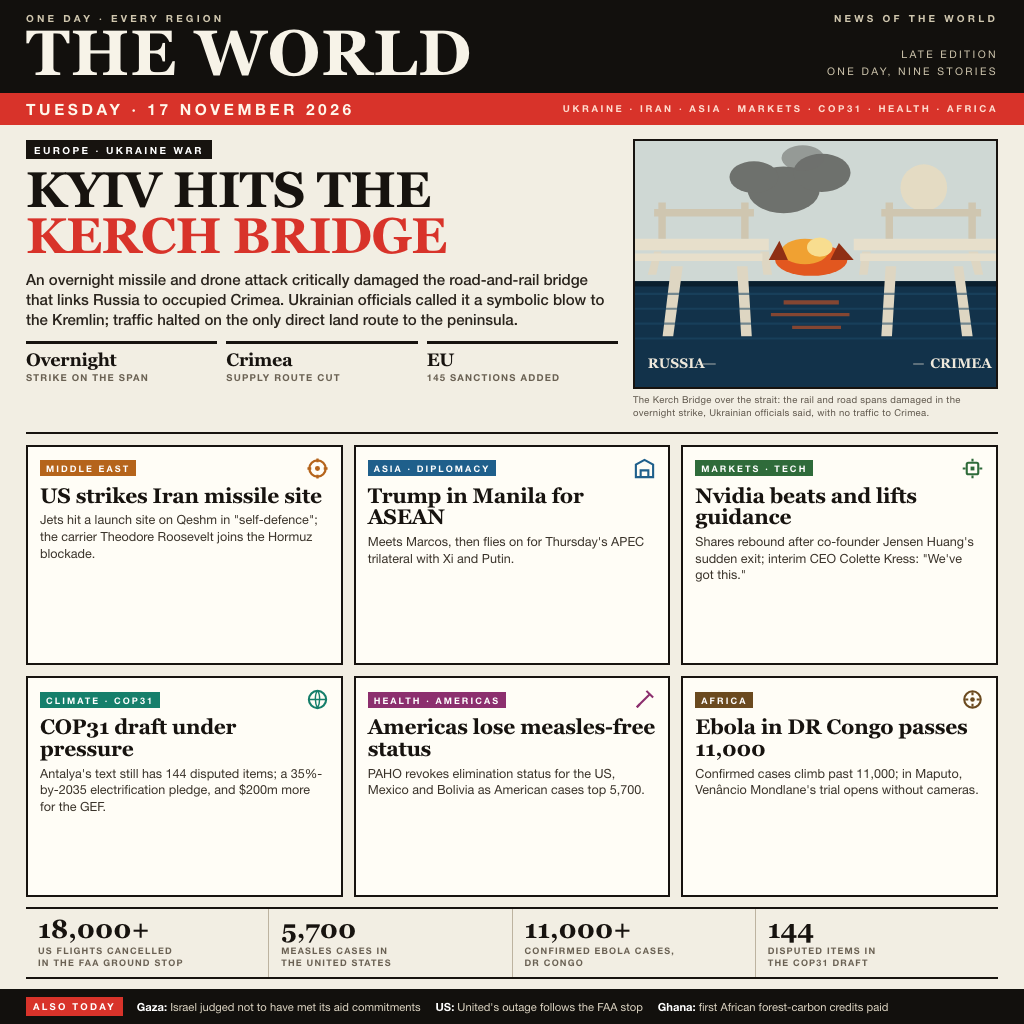 ONE DAY · EVERY REGION
THE WORLD
NEWS OF THE WORLD
LATE EDITION
ONE DAY, NINE STORIES
TUESDAY · 17 NOVEMBER 2026
UKRAINE · IRAN · ASIA · MARKETS · COP31 · HEALTH · AFRICA
EUROPE · UKRAINE WAR
KYIV HITS THE
KERCH BRIDGE
An overnight missile and drone attack critically damaged the road-and-rail bridge
that links Russia to occupied Crimea. Ukrainian officials called it a symbolic blow to
the Kremlin; traffic halted on the only direct land route to the peninsula.
Overnight
STRIKE ON THE SPAN
Crimea
SUPPLY ROUTE CUT
EU
145 SANCTIONS ADDED
RUSSIA—
— CRIMEA
The Kerch Bridge over the strait: the rail and road spans damaged in the
overnight strike, Ukrainian officials said, with no traffic to Crimea.
MIDDLE EAST
US strikes Iran missile site
Jets hit a launch site on Qeshm in "self-defence";
the carrier Theodore Roosevelt joins the Hormuz
blockade.
ASIA · DIPLOMACY
Trump in Manila for
ASEAN
Meets Marcos, then flies on for Thursday's APEC
trilateral with Xi and Putin.
MARKETS · TECH
Nvidia beats and lifts
guidance
Shares rebound after co-founder Jensen Huang's
sudden exit; interim CEO Colette Kress: "We've
got this."
CLIMATE · COP31
COP31 draft under
pressure
Antalya's text still has 144 disputed items; a 35%-
by-2035 electrification pledge, and $200m more
for the GEF.
HEALTH · AMERICAS
Americas lose measles-free
status
PAHO revokes elimination status for the US,
Mexico and Bolivia as American cases top 5,700.
AFRICA
Ebola in DR Congo passes
11,000
Confirmed cases climb past 11,000; in Maputo,
Venâncio Mondlane's trial opens without cameras.
18,000+
US FLIGHTS CANCELLED
IN THE FAA GROUND STOP
5,700
MEASLES CASES IN
THE UNITED STATES
11,000+
CONFIRMED EBOLA CASES,
DR CONGO
144
DISPUTED ITEMS IN
THE COP31 DRAFT
ALSO TODAY
Gaza: Israel judged not to have met its aid commitments
US: United's outage follows the FAA stop
Ghana: first African forest-carbon credits paid